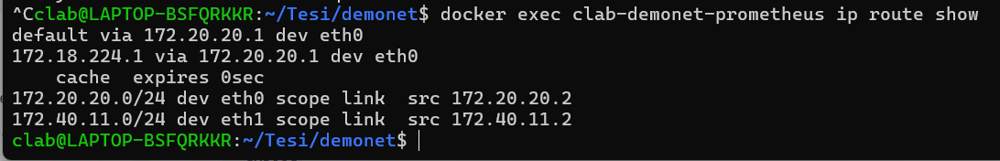 ^Cclab@LAPTOP-BSFQRKKR:~/Tesi/demonet$ docker exec clab-demonet-prometheus ip route show
default via 172.20.20.1 dev eth0
172.18.224.1 via 172.20.20.1 dev eth0
    cache  expires 0sec
172.20.20.0/24 dev eth0 scope link  src 172.20.20.2
172.40.11.0/24 dev eth1 scope link  src 172.40.11.2
clab@LAPTOP-BSFQRKKR:~/Tesi/demonet$